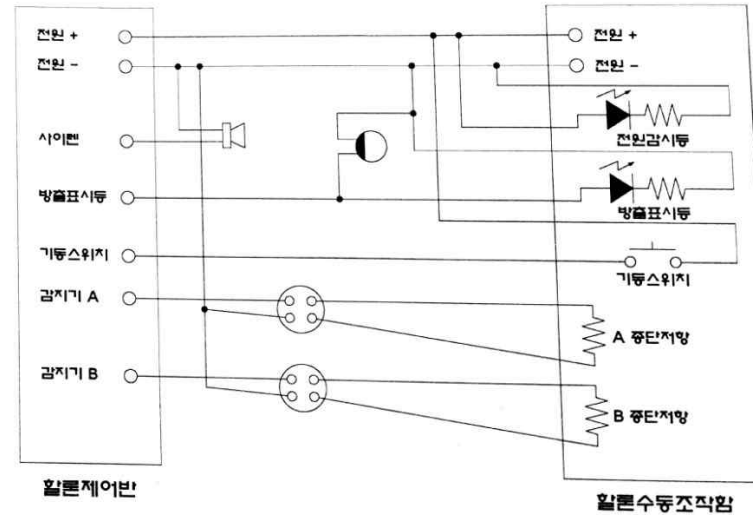 전원 +
전원 -
사이렌
방출표시등
기동스위치
감지기 A
감지기 B
할론제어반
전원 +
전원 -
전원감시등
방출표시등
기동스위치
A 종단저항
B 종단저항
할론수동조작함